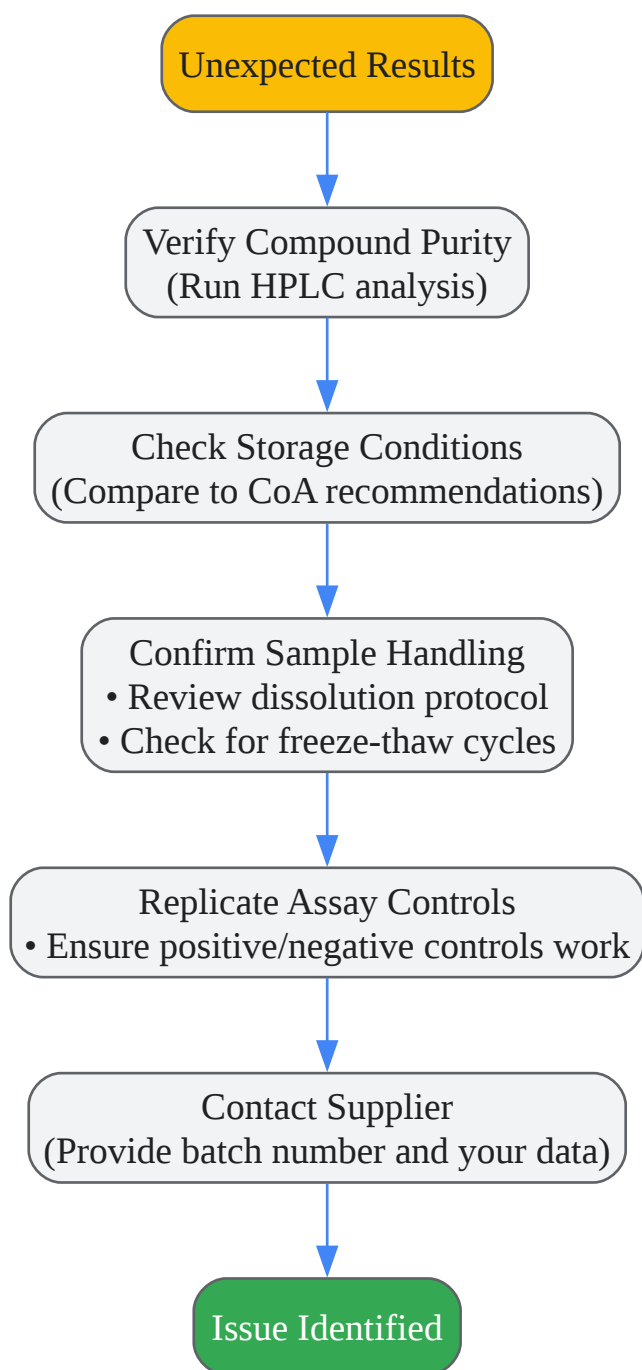 Unexpected Results
Verify Compound Purity
(Run HPLC analysis)
Check Storage Conditions
(Compare to CoA recommendations)
Confirm Sample Handling
• Review dissolution protocol
• Check for freeze-thaw cycles
Replicate Assay Controls
• Ensure positive/negative controls work
Contact Supplier
(Provide batch number and your data)
Issue Identified